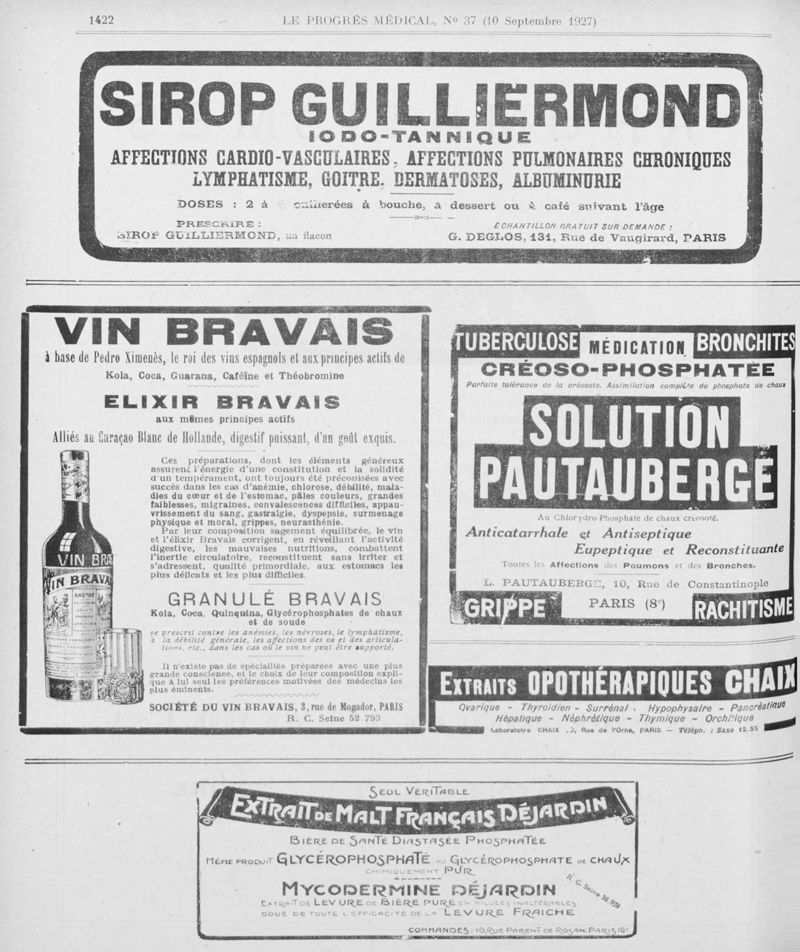 1422
LE PROGRÈS MÉDICAL, No 37 (10 Septembre 1927)
SIROP GUILLIERMOND
IODO-TANNIQUE
AFFECTIONS CARDIO-VASCULAIRES, AFFECTIONS PULMONAIRES CHRONIQUES
LYMPHATISME, GOITRE, DERMATOSES, ALBUMINURIE
DOSES : 2 à cuillerées à bouche, à dessert ou à café suivant l'âge
PRESCRIRE :
SIROP GUILLIERMOND, un flacon
ÉCHANTILLON GRATUIT SUR DEMANDE :
G. DEGLOS, 131, Rue de Vaugirard, PARIS
VIN BRAVAIS
à base de Pedro Ximenès, le roi des vins espagnols et aux principes actifs de
Kola, Coca, Guarana, Caféïne et Théobromine
ELIXIR BRAVAIS
aux mêmes principes actifs
Alliés au Curaçao Blanc de Hollande, digestif puissant, d'un goût exquis.
Ces préparations, dont les éléments généreux
assurent l'énergie d'une constitution et la solidité
d'un tempérament, ont toujours été préconisées avec
succès dans les cas d'anémie, chlorose, débilité, mala-
dies du cœur et de l'estomac, pâles couleurs, grandes
faiblesses, migraines, convalescences difficiles, appau-
vrissement du sang, gastralgie, dyspepsie, surmenage
physique et moral, grippes, neurasthénie.
Par leur composition sagement équilibrée, le vin
et l'élixir Bravais corrigent, en réveillant l'activité
digestive, les mauvaises nutritions, combattent
l'inertie circulatoire, reconstituent sans irriter et
s'adressent, qualité primordiale, aux estomacs les
plus délicats et les plus difficiles.
VIN BRA
VIN BRAVAI
GRANULÉ BRAVAIS
Kola, Coca, Quinquina, Glycérophosphates de chaux
et de soude
se prescrit contre les anémies, les névroses, le lymphatisme,
à la débilité générale, les affections des os et des articula-
tions, etc., dans les cas où le vin ne peut être supporté.
Il n'existe pas de spécialités préparées avec une plus
grande conscience, et le choix de leur composition expli-
que à lui seul les préférences motivées des médecins les
plus éminents.
SOCIÉTÉ DU VIN BRAVAIS, 3, rue de Mogador, PARIS
R. C. Seine 52.793
TUBERCULOSE MÉDICATION BRONCHITES
CRÉOSO-PHOSPHATÉE
Parfaite tolérance de la créosote. Assimilation complète du phosphate de chaux
SOLUTION
PAUTAUBERGE
Au Chlorydro-Phosphate de chaux créosoté.
Anticatarrhale et Antiseptique
Eupeptique et Reconstituante
Toutes les Affections des Poumons et des Bronches.
L. PAUTAUBERGE, 10, Rue de Constantinople
GRIPPE PARIS (8e) RACHITISME
EXTRAITS OPOTHÉRAPIQUES CHAIX
Ovarique - Thyroïdien - Surrénal - Hypophysaire - Pancréatique
Hépatique - Néphrétique - Thymique - Orchitique
Laboratoire CHAIX Rue de l'Orne, PARIS — Téléph. : Saxe 12.55
SEUL VÉRITABLE
EXTRAIT DE MALT FRANÇAIS DÉJARDIN
BIÈRE DE SANTÉ DIASTASÉE PHOSPHATÉE
MÊME PRODUIT GLYCÉROPHOSPHATÉ AU GLYCÉROPHOSPHATE DE CHAUX
CHIMIQUEMENT PUR
MYCODERMINE DÉJARDIN
R. C. Seine
EXTRAIT DE LEVURE DE BIÈRE PURE EN PILULES INALTÉRABLES
DOUÉ DE TOUTE L'EFFICACITÉ DE LA LEVURE FRAICHE
COMMANDES: 10, RUE PARENT DE ROSAN, PARIS 16e